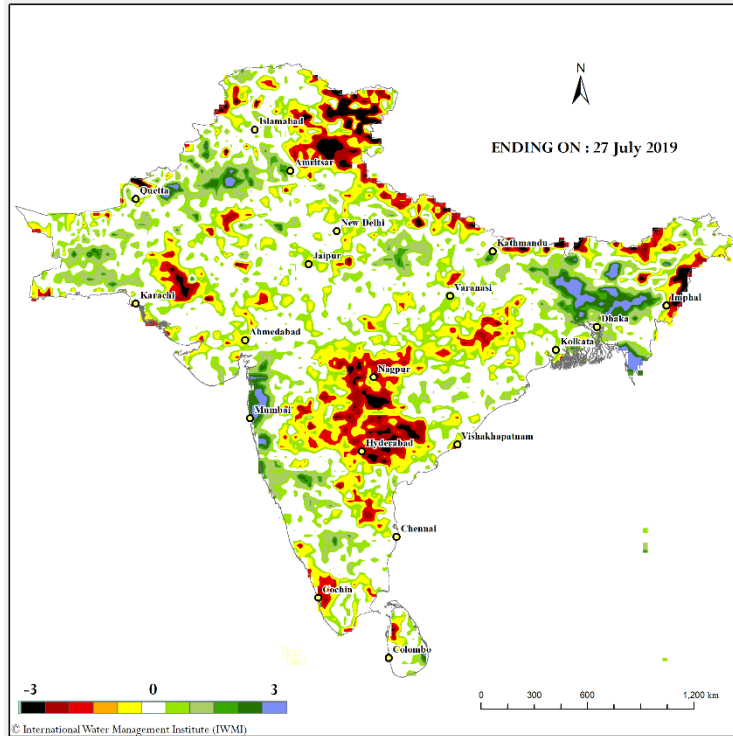 N
ENDING ON : 27 July 2019
Islamabad
Amritsar
Quetta
New Delhi
Kathmandu
Jaipur
Varanasi
Karachi
Imphal
Dhaka
Ahmedabad
Kolkata
Nagpur
Mumbai
Vishakhapatnam
Hyderabad
Chennai
Cochin
Colombo
-3 0 3
0 300 600 1,200 km
© International Water Management Institute (IWMI)